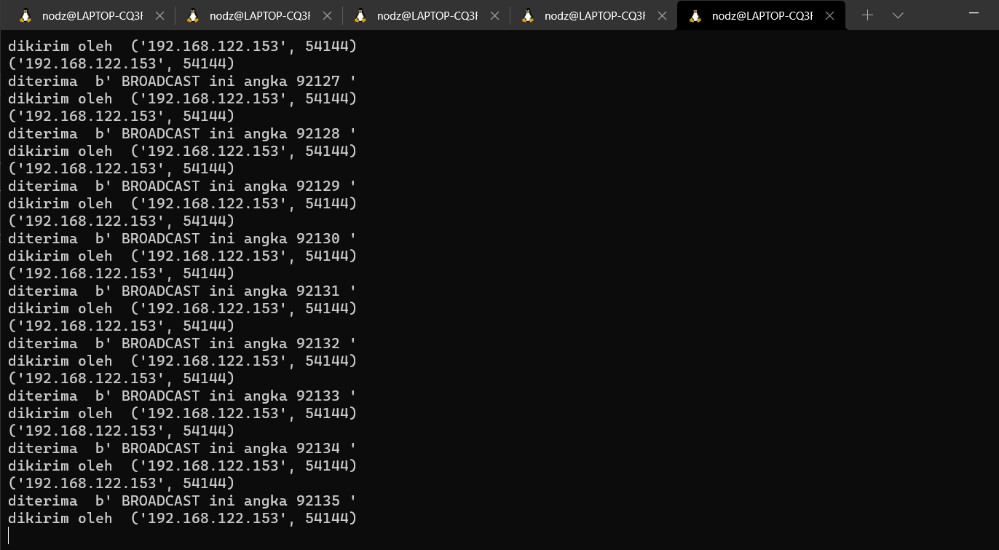 nodz@LAPTOP-CQ3F nodz@LAPTOP-CQ3F nodz@LAPTOP-CQ3F nodz@LAPTOP-CQ3F nodz@LAPTOP-CQ3F
dikirim oleh  ('192.168.122.153', 54144)
('192.168.122.153', 54144)
diterima  b' BROADCAST ini angka 92127 '
dikirim oleh  ('192.168.122.153', 54144)
('192.168.122.153', 54144)
diterima  b' BROADCAST ini angka 92128 '
dikirim oleh  ('192.168.122.153', 54144)
('192.168.122.153', 54144)
diterima  b' BROADCAST ini angka 92129 '
dikirim oleh  ('192.168.122.153', 54144)
('192.168.122.153', 54144)
diterima  b' BROADCAST ini angka 92130 '
dikirim oleh  ('192.168.122.153', 54144)
('192.168.122.153', 54144)
diterima  b' BROADCAST ini angka 92131 '
dikirim oleh  ('192.168.122.153', 54144)
('192.168.122.153', 54144)
diterima  b' BROADCAST ini angka 92132 '
dikirim oleh  ('192.168.122.153', 54144)
('192.168.122.153', 54144)
diterima  b' BROADCAST ini angka 92133 '
dikirim oleh  ('192.168.122.153', 54144)
('192.168.122.153', 54144)
diterima  b' BROADCAST ini angka 92134 '
dikirim oleh  ('192.168.122.153', 54144)
('192.168.122.153', 54144)
diterima  b' BROADCAST ini angka 92135 '
dikirim oleh  ('192.168.122.153', 54144)